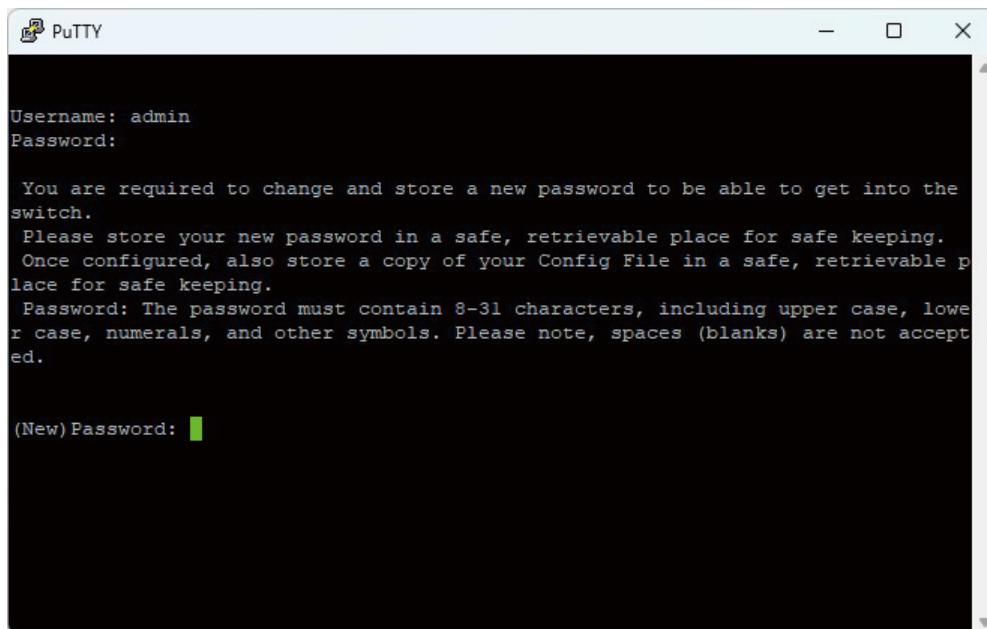 PuTTY
Username: admin
Password:
You are required to change and store a new password to be able to get into the
switch.
Please store your new password in a safe, retrievable place for safe keeping.
Once configured, also store a copy of your Config File in a safe, retrievable p
lace for safe keeping.
Password: The password must contain 8-31 characters, including upper case, lowe
r case, numerals, and other symbols. Please note, spaces (blanks) are not accept
ed.
(New)Password: